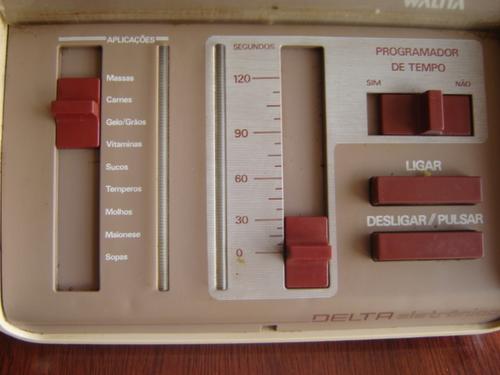 WALITA
APLICAÇÕES
Massas
Carnes
Gelo/Grãos
Vitaminas
Sucos
Temperos
Molhos
Maionese
Sopas
SEGUNDOS
120
90
60
30
0
PROGRAMADOR
DE TEMPO
SIM NÃO
LIGAR
DESLIGAR/PULSAR
DELTA eletrônico